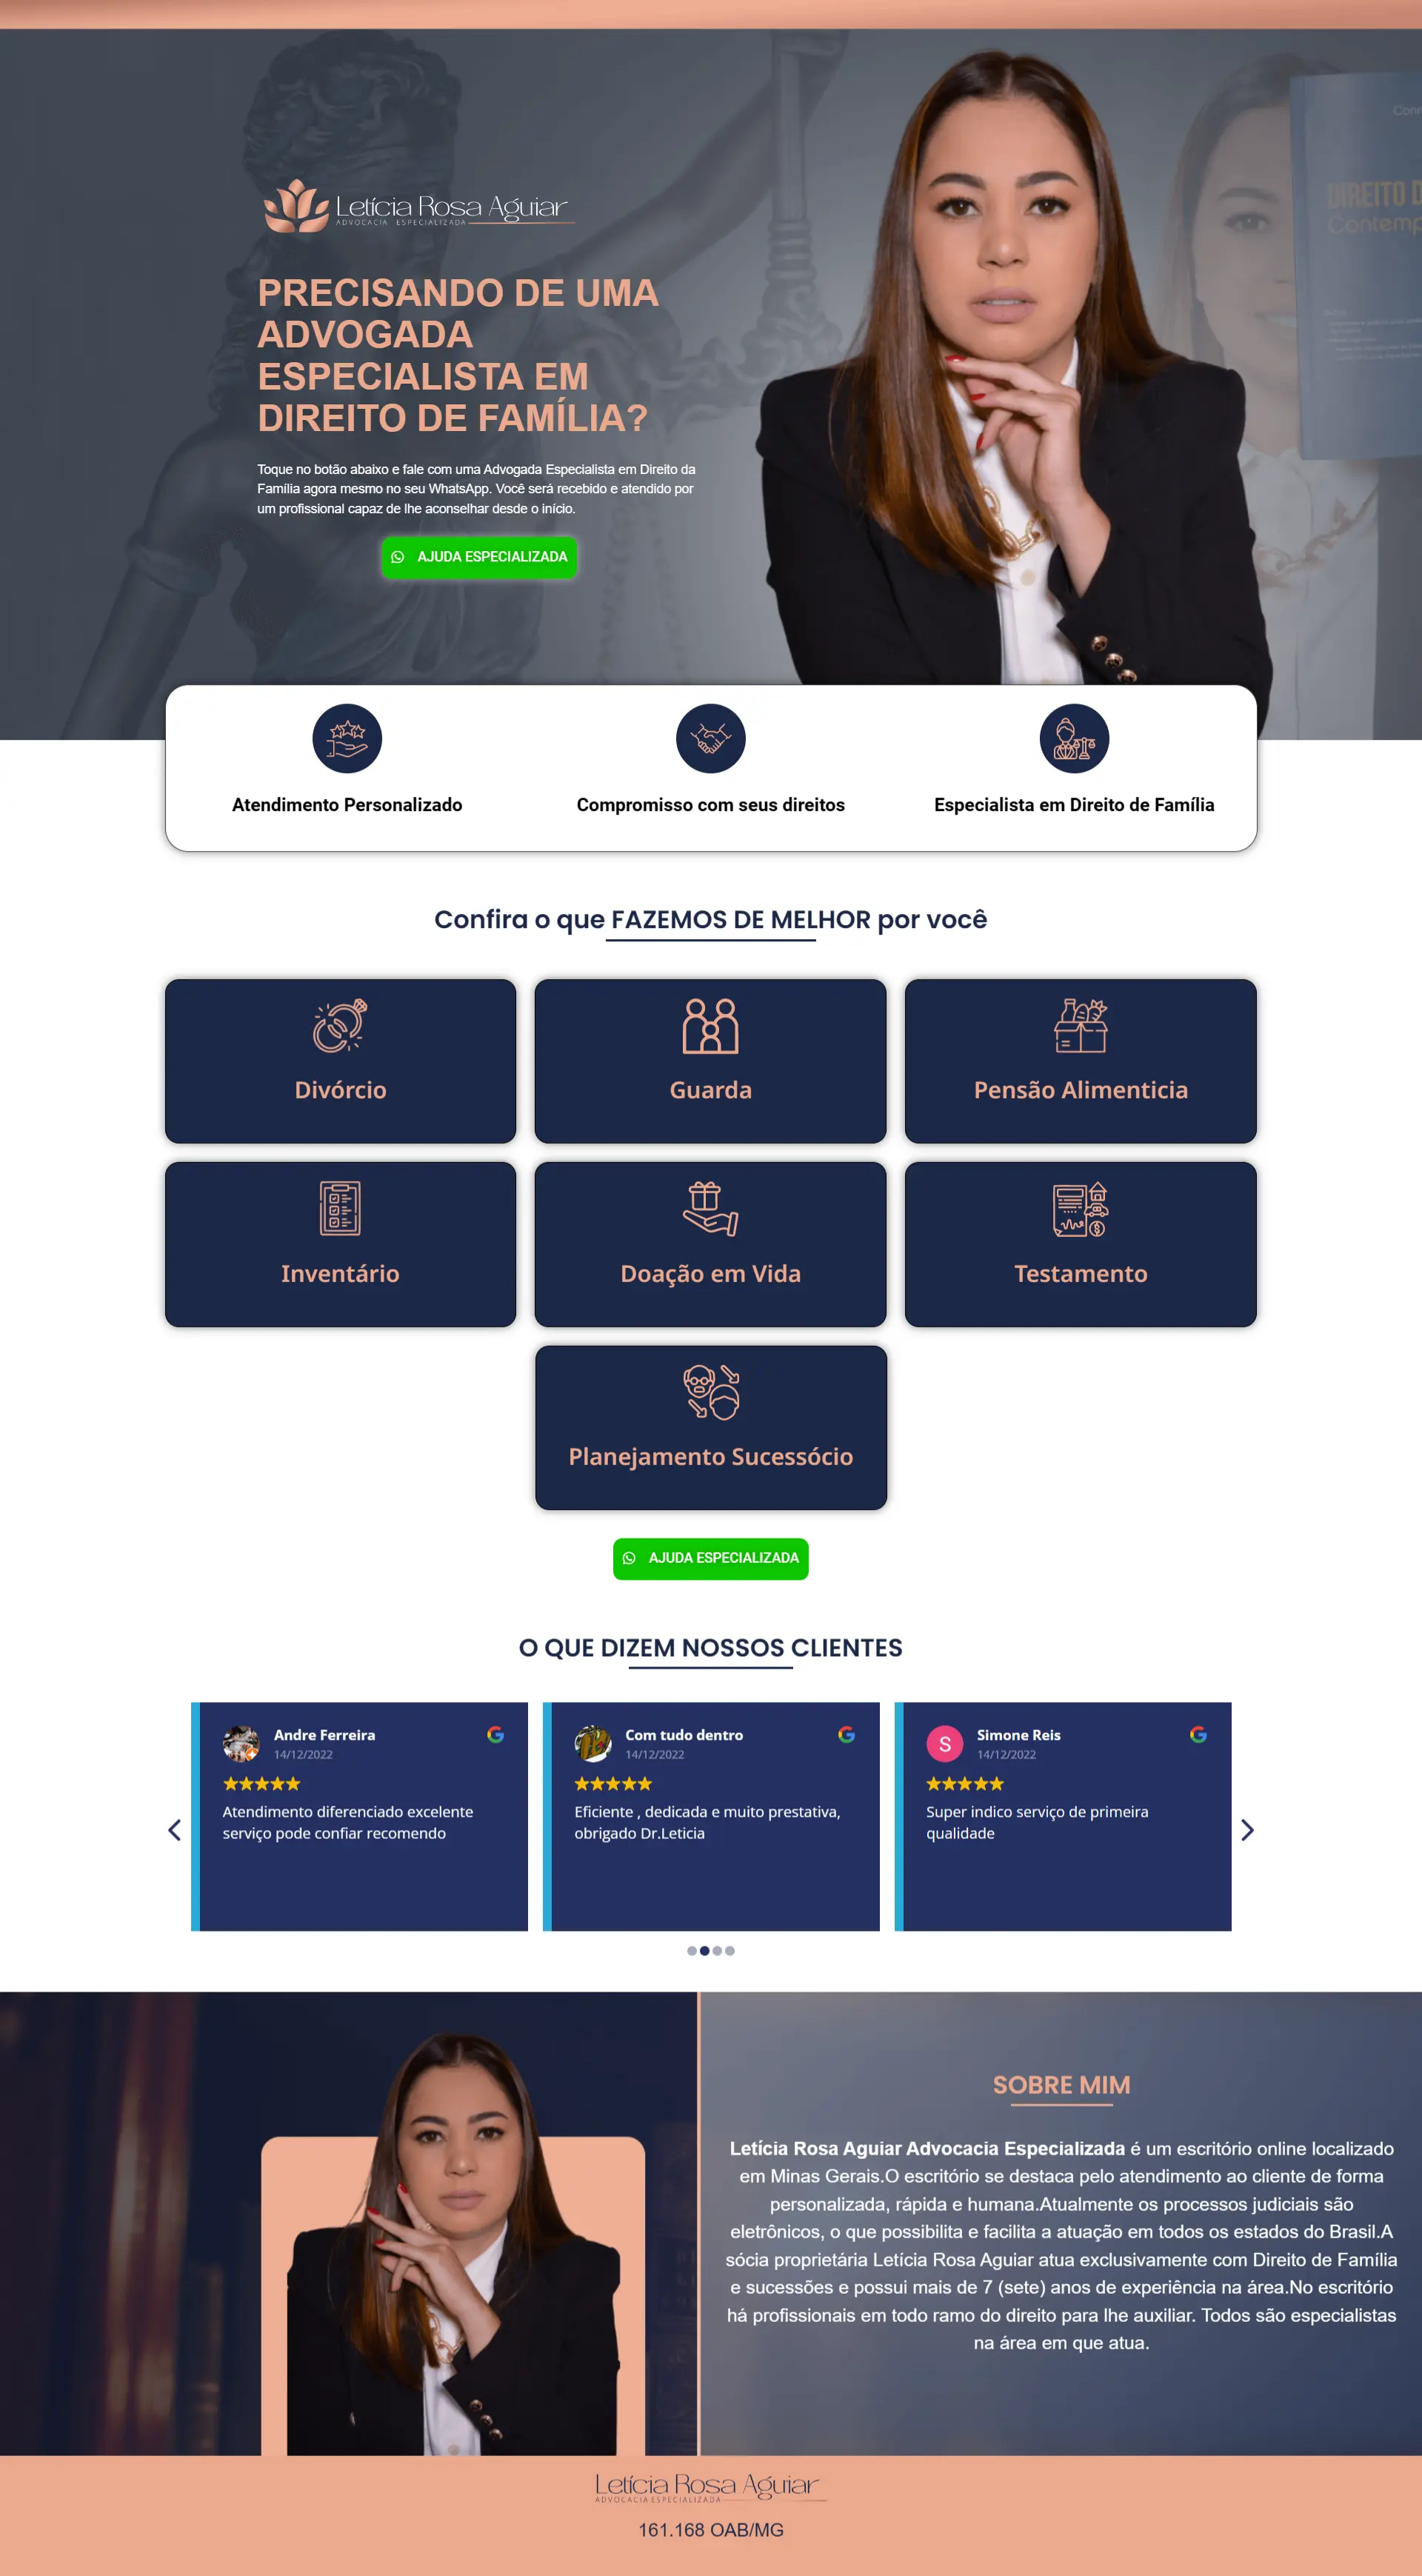 Letícia Rosa Aguiar
ADVOCACIA ESPECIALIZADA
DIREITO D
Contemp
PRECISANDO DE UMA
ADVOGADA
ESPECIALISTA EM
DIREITO DE FAMÍLIA?
Toque no botão abaixo e fale com uma Advogada Especialista em Direito da
Família agora mesmo no seu WhatsApp. Você será recebido e atendido por
um profissional capaz de lhe aconselhar desde o início.
AJUDA ESPECIALIZADA
Atendimento Personalizado
Compromisso com seus direitos
Especialista em Direito de Família
Confira o que FAZEMOS DE MELHOR por você
Divórcio
Guarda
Pensão Alimenticia
Inventário
Doação em Vida
Testamento
Planejamento Sucessócio
AJUDA ESPECIALIZADA
O QUE DIZEM NOSSOS CLIENTES
Andre Ferreira
14/12/2022
Atendimento diferenciado excelente
serviço pode confiar recomendo
Com tudo dentro
14/12/2022
Eficiente , dedicada e muito prestativa,
obrigado Dr.Leticia
S
Simone Reis
14/12/2022
Super indico serviço de primeira
qualidade
SOBRE MIM
Letícia Rosa Aguiar Advocacia Especializada é um escritório online localizado
em Minas Gerais.O escritório se destaca pelo atendimento ao cliente de forma
personalizada, rápida e humana.Atualmente os processos judiciais são
eletrônicos, o que possibilita e facilita a atuação em todos os estados do Brasil.A
sócia proprietária Letícia Rosa Aguiar atua exclusivamente com Direito de Família
e sucessões e possui mais de 7 (sete) anos de experiência na área.No escritório
há profissionais em todo ramo do direito para lhe auxiliar. Todos são especialistas
na área em que atua.
Letícia Rosa Aguiar
ADVOCACIA ESPECIALIZADA
161.168 OAB/MG